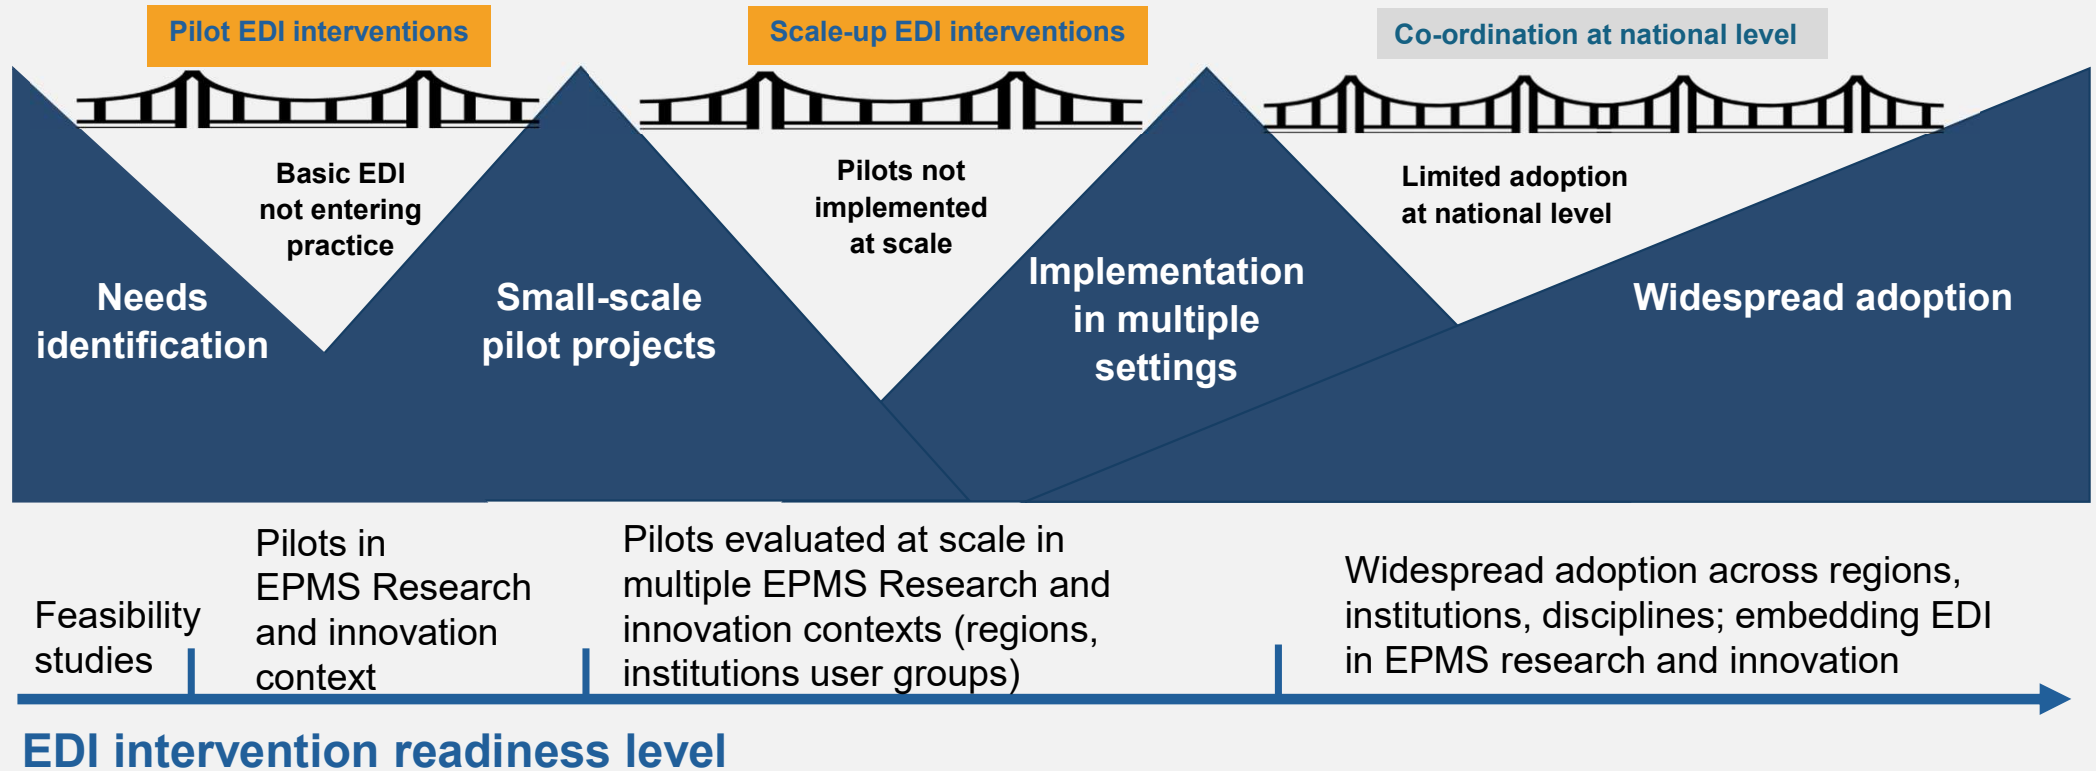 Pilot EDI interventions
Scale-up EDI interventions
Co-ordination at national level
Basic EDI
not entering
practice
Pilots not
implemented
at scale
Limited adoption
at national level
Needs
identification
Small-scale
pilot projects
Implementation
in multiple
settings
Widespread adoption
Feasibility
studies
Pilots in
EPMS Research
and innovation
context
Pilots evaluated at scale in
multiple EPMS Research and
innovation contexts (regions,
institutions user groups)
Widespread adoption across regions,
institutions, disciplines; embedding EDI
in EPMS research and innovation
EDI intervention readiness level